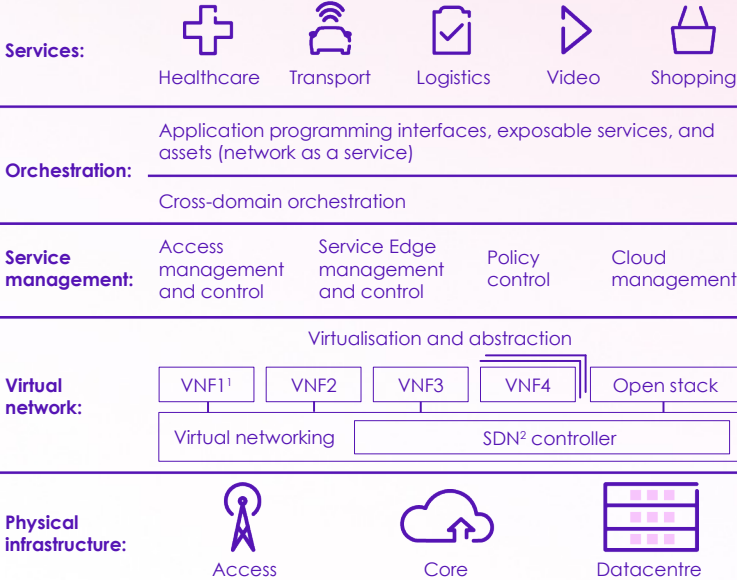 Services:
Healthcare
Transport
Logistics
Video
Shopping
Orchestration:
Application programming interfaces, exposable services, and
assets (network as a service)
Cross-domain orchestration
Service
management:
Access
management
and control
Service Edge
management
and control
Policy
control
Cloud
management
Virtual
network:
Virtualisation and abstraction
VNF1¹
VNF2
VNF3
VNF4
Open stack
Virtual networking
SDN² controller
Physical
infrastructure:
Access
Core
Datacentre